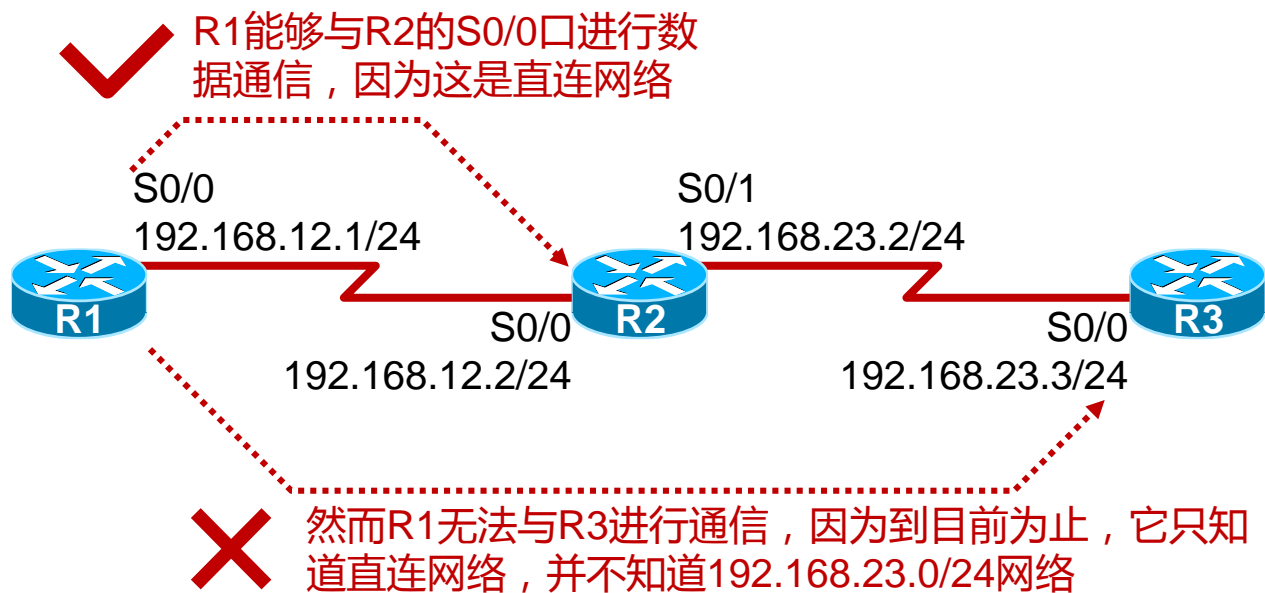 R1能够与R2的S0/0口进行数
据通信，因为这是直连网络
S0/0
192.168.12.1/24
S0/1
192.168.23.2/24
R1
R2
R3
S0/0
192.168.12.2/24
S0/0
192.168.23.3/24
然而R1无法与R3进行通信，因为到目前为止，它只知
道直连网络，并不知道192.168.23.0/24网络